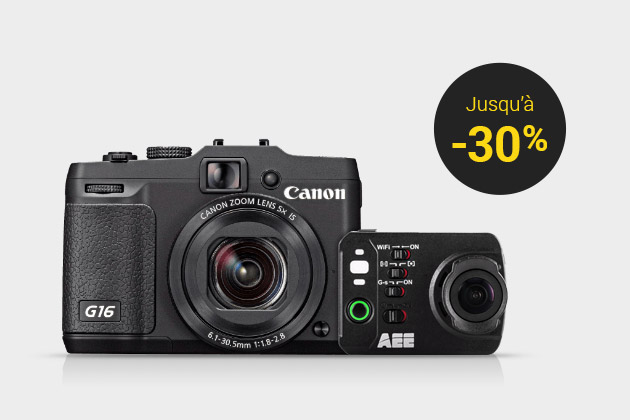 Jusqu'à
-30%
Canon
CANON ZOOM LENS 5x IS
G16
6.1-30.5mm 1:1.8-2.8
WiFi ON
G-s ON
AEE